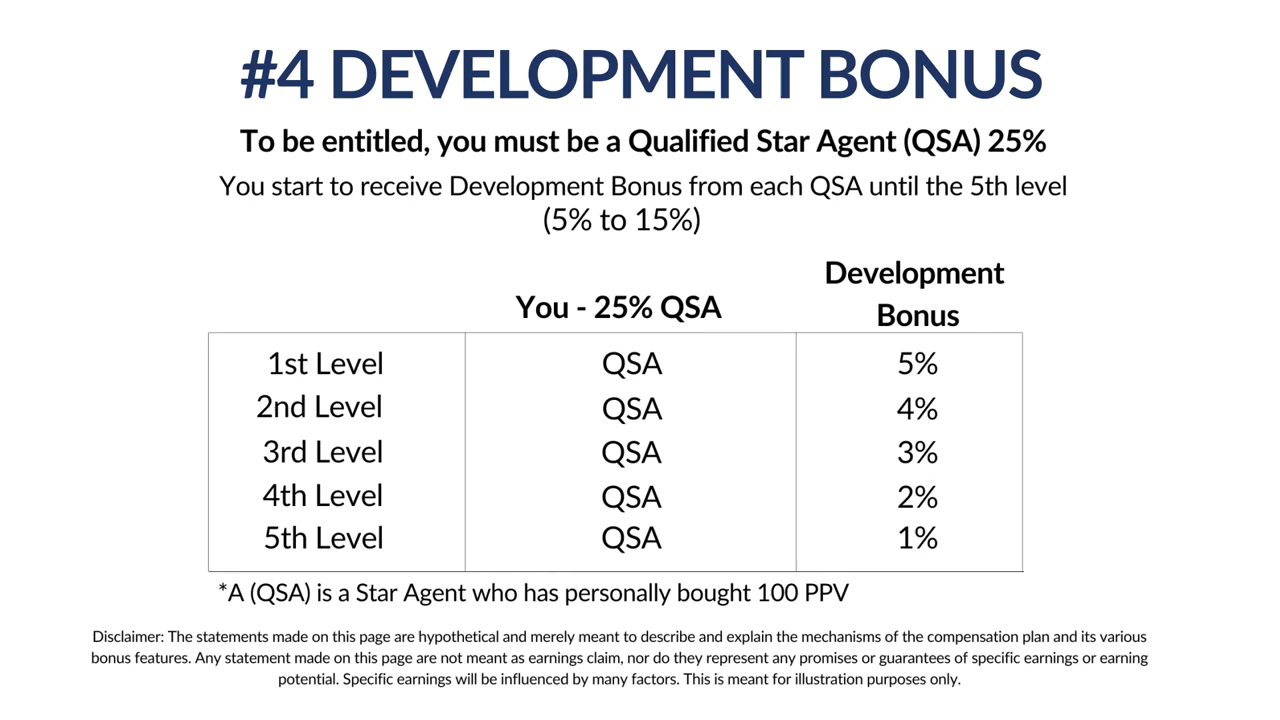 #4 DEVELOPMENT BONUS
To be entitled, you must be a Qualified Star Agent (QSA) 25%
You start to receive Development Bonus from each QSA until the 5th level
(5% to 15%)
You - 25% QSA
Development
Bonus
1st Level QSA 5%
2nd Level QSA 4%
3rd Level QSA 3%
4th Level QSA 2%
5th Level QSA 1%
*A (QSA) is a Star Agent who has personally bought 100 PPV
Disclaimer: The statements made on this page are hypothetical and merely meant to describe and explain the mechanisms of the compensation plan and its various
bonus features. Any statement made on this page are not meant as earnings claim, nor do they represent any promises or guarantees of specific earnings or earning
potential. Specific earnings will be influenced by many factors. This is meant for illustration purposes only.